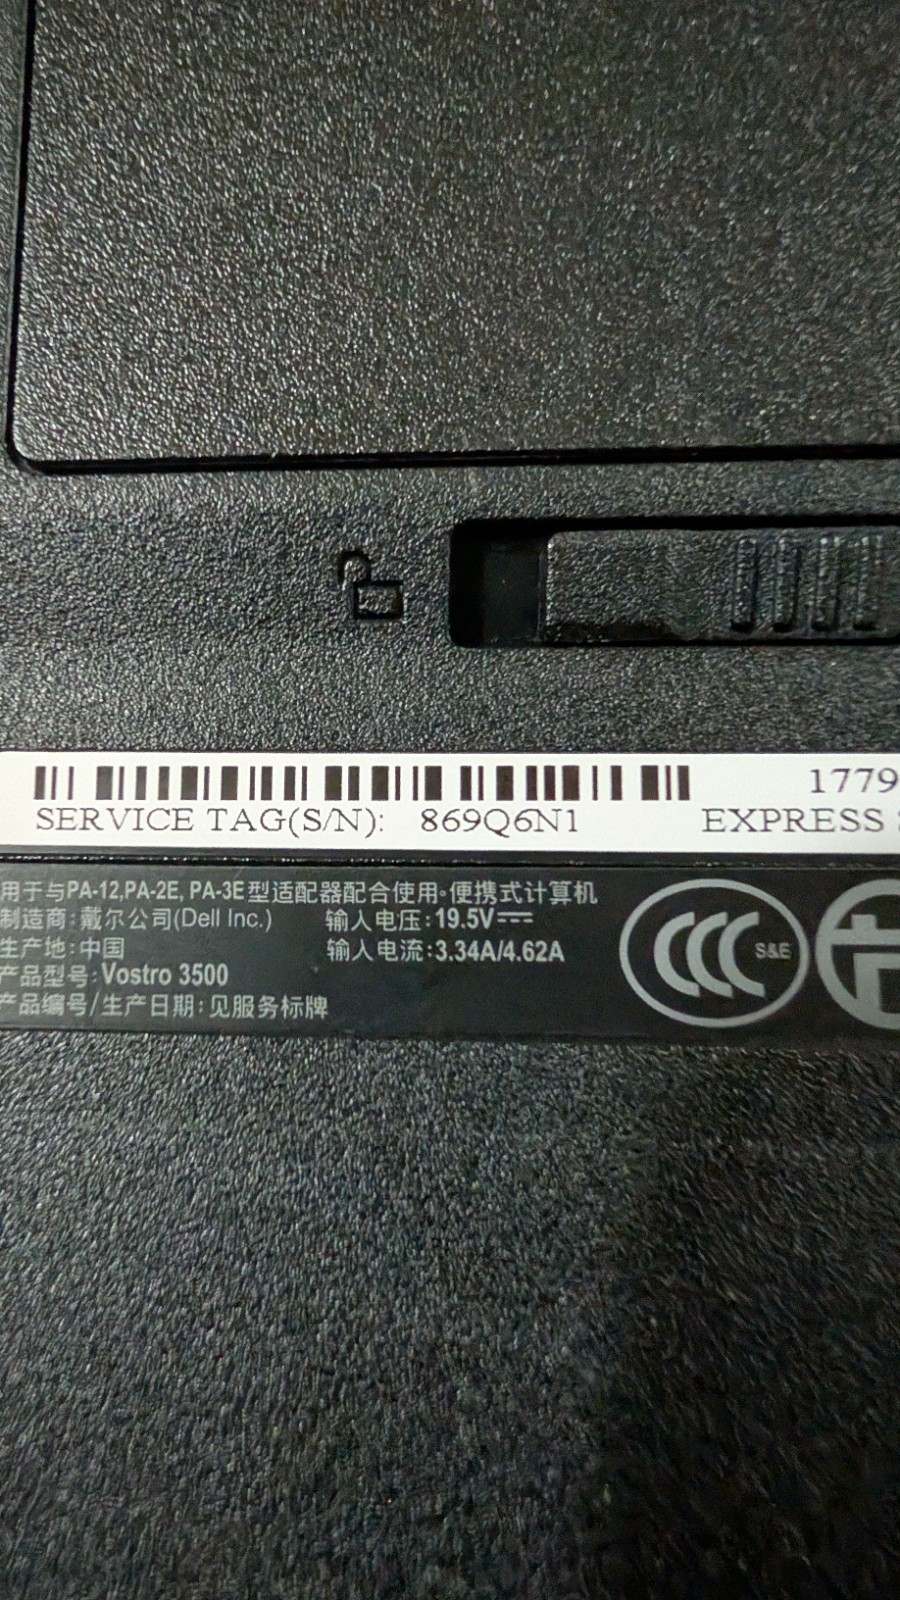 1779
SERVICE TAG(S/N): 869Q6N1 EXPRESS
用于与PA-12,PA-2E, PA-3E型适配器配合使用。便携式计算机
制造商:戴尔公司(Dell Inc.) 输入电压:19.5V⎓
生产地:中国 输入电流:3.34A/4.62A
产品型号:Vostro 3500
产品编号/生产日期:见服务标牌
S&E